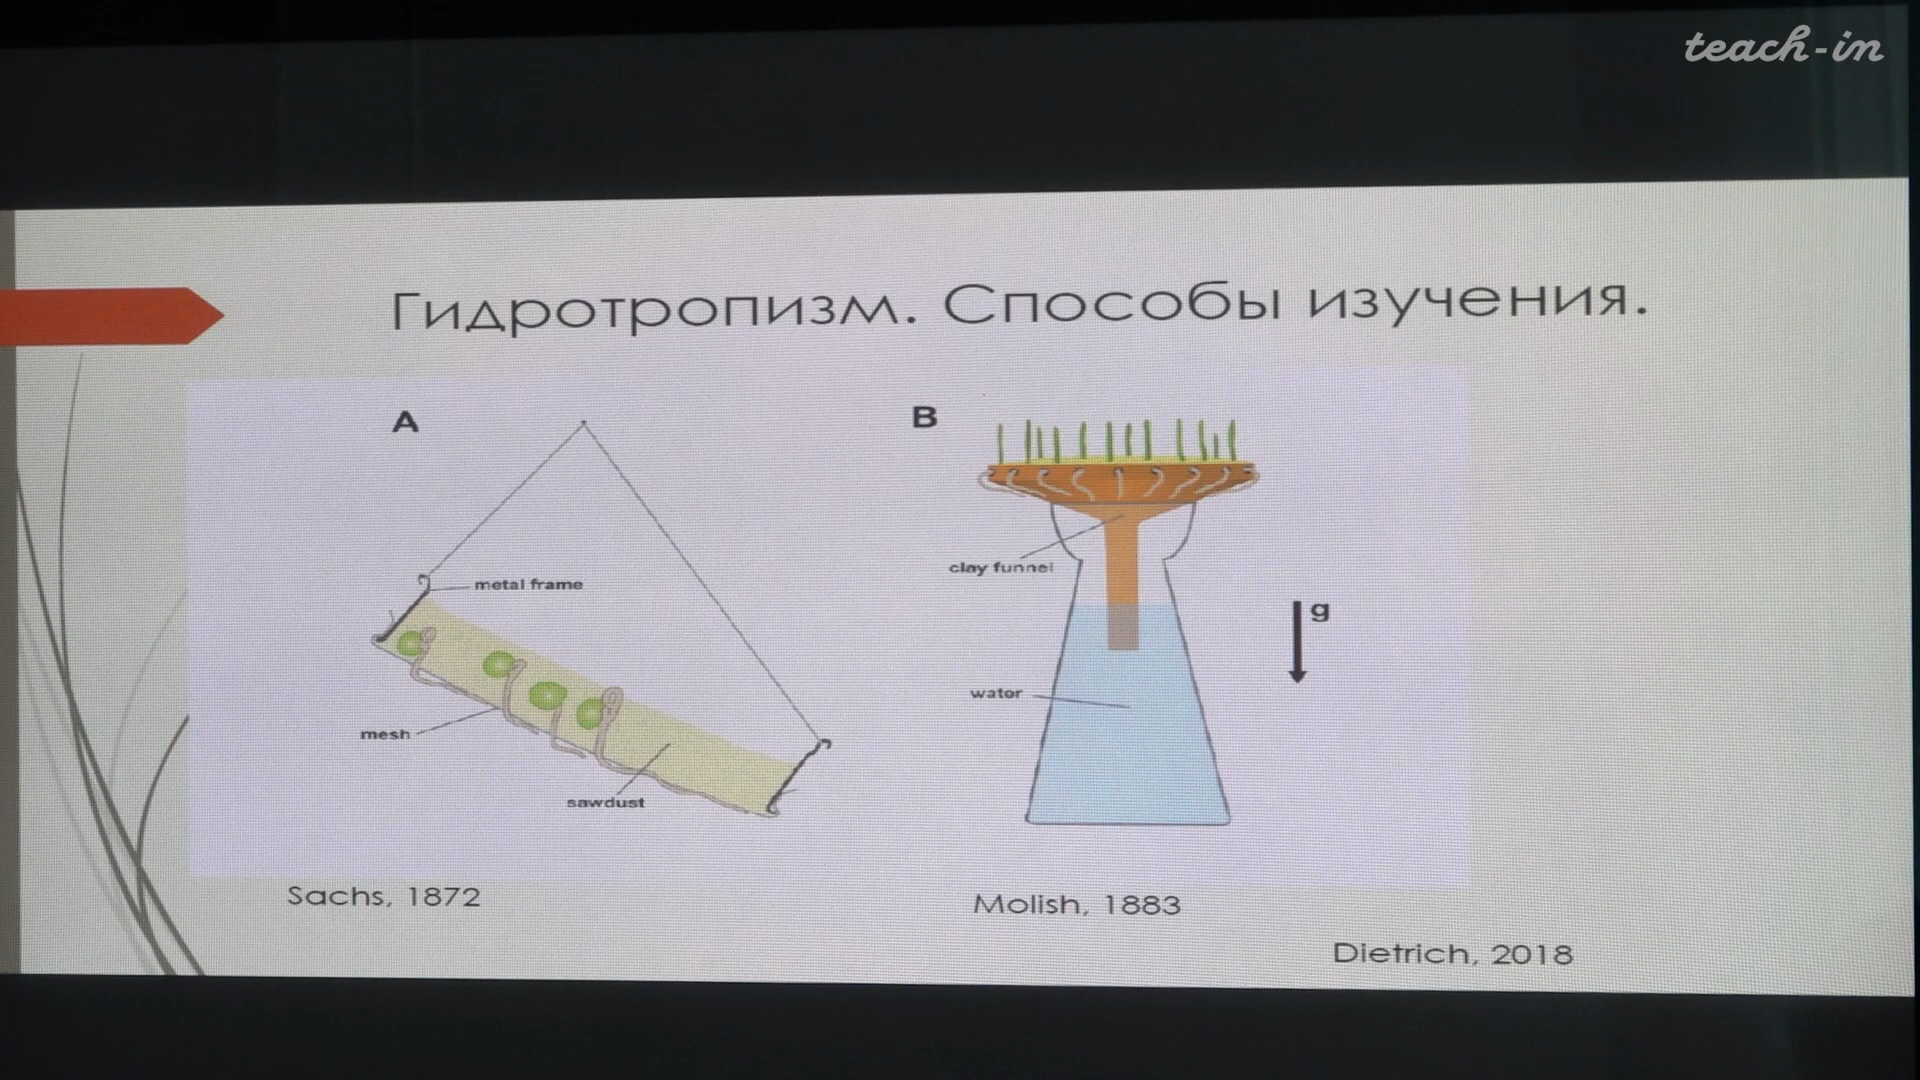 teach-in
Гидротропизм. Способы изучения.
A
B
metal frame
clay funnel
g
water
mesh
sawdust
Sachs, 1872
Molish, 1883
Dietrich, 2018